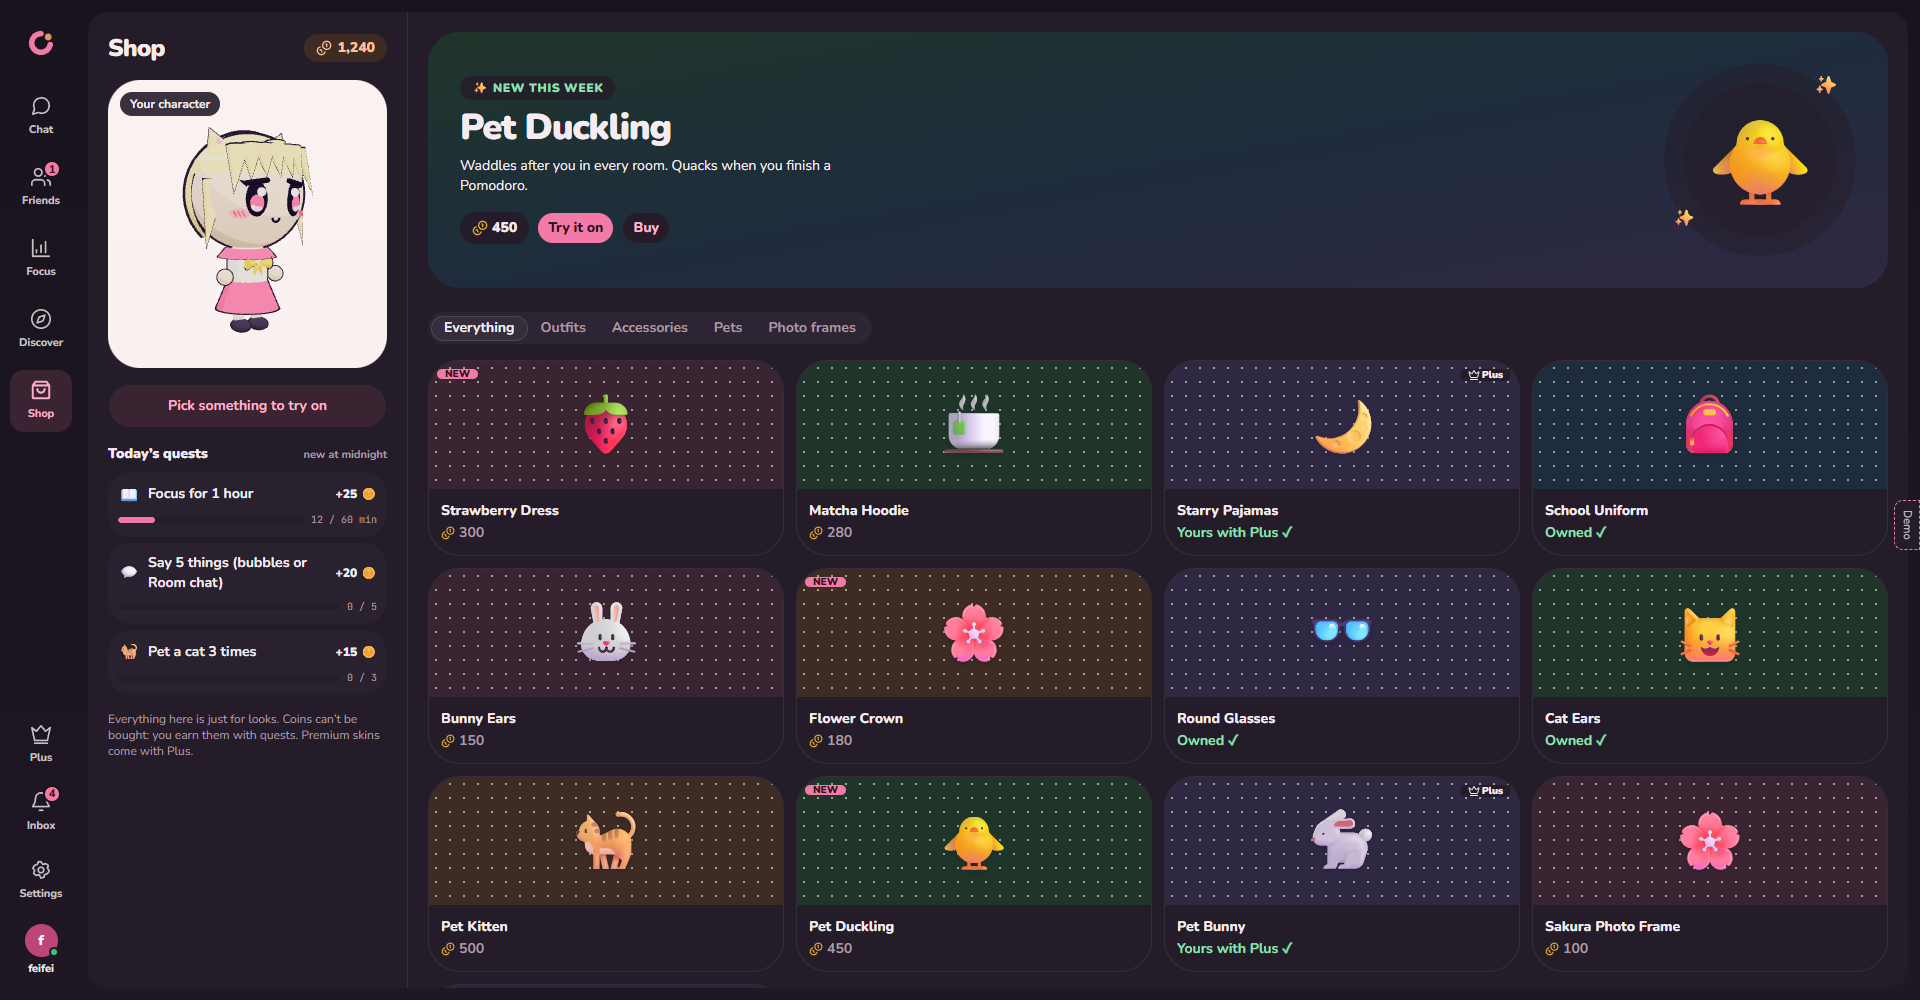 Chat
1
Friends
Focus
Discover
Shop
Plus
4
Inbox
Settings
f
feifei
Shop
1,240
Your character
Pick something to try on
Today's quests
new at midnight
Focus for 1 hour
+25
12 / 60 min
Say 5 things (bubbles or
Room chat)
+20
0 / 5
Pet a cat 3 times
+15
0 / 3
Everything here is just for looks. Coins can't be
bought: you earn them with quests. Premium skins
come with Plus.
NEW THIS WEEK
Pet Duckling
Waddles after you in every room. Quacks when you finish a
Pomodoro.
450
Try it on
Buy
Everything
Outfits
Accessories
Pets
Photo frames
NEW
Strawberry Dress
300
Matcha Hoodie
280
Plus
Starry Pajamas
Yours with Plus ✓
School Uniform
Owned ✓
Bunny Ears
150
NEW
Flower Crown
180
Round Glasses
Owned ✓
Cat Ears
Owned ✓
Pet Kitten
500
NEW
Pet Duckling
450
Plus
Pet Bunny
Yours with Plus ✓
Sakura Photo Frame
100
Demo